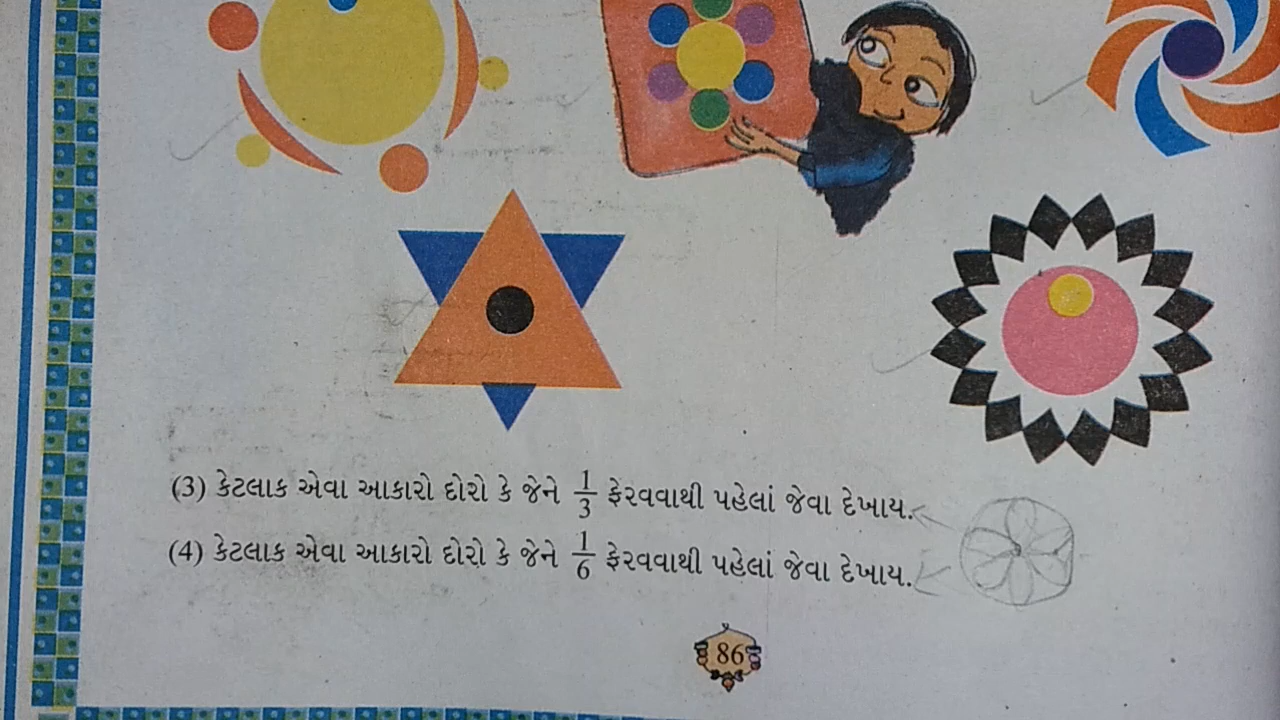 (3) કેટલાક એવા આકારો દોરો કે જેને 1/3 ફેરવવાથી પહેલાં જેવા દેખાય.
(4) કેટલાક એવા આકારો દોરો કે જેને 1/6 ફેરવવાથી પહેલાં જેવા દેખાય.
86